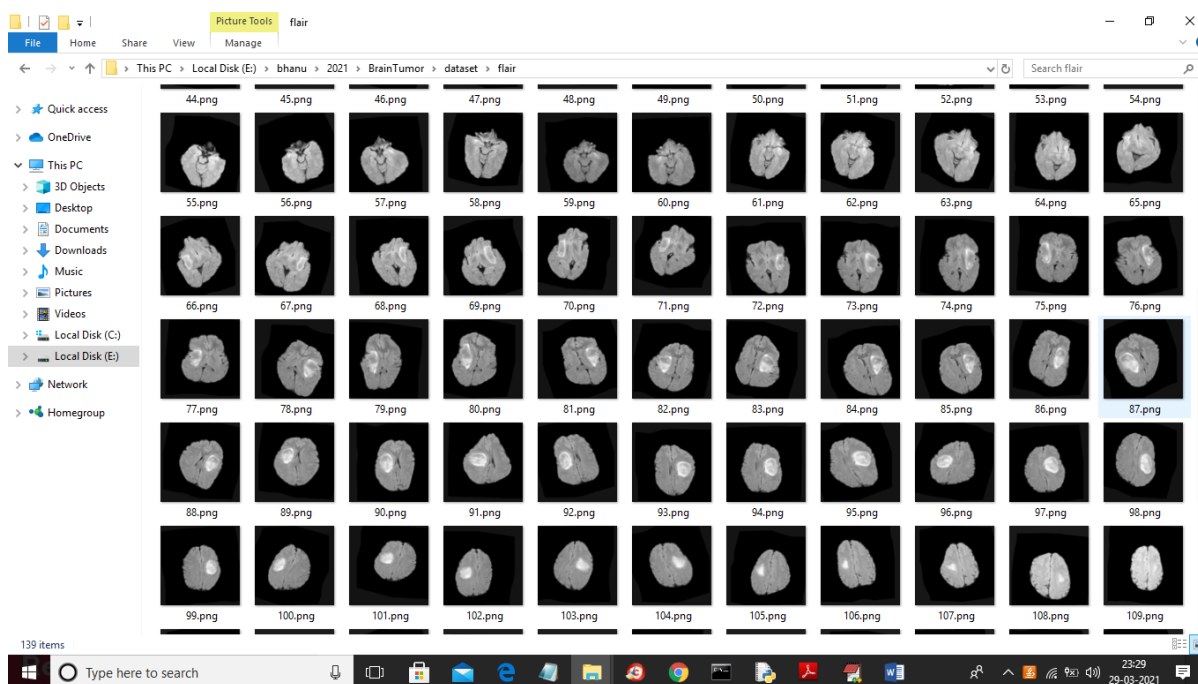 Picture Tools flair
File Home Share View Manage
This PC Local Disk (E:) bhanu 2021 BrainTumor dataset flair Search flair
Quick access
OneDrive
This PC
3D Objects
Desktop
Documents
Downloads
Music
Pictures
Videos
Local Disk (C:)
Local Disk (E:)
Network
Homegroup
44.png 45.png 46.png 47.png 48.png 49.png 50.png 51.png 52.png 53.png 54.png
55.png 56.png 57.png 58.png 59.png 60.png 61.png 62.png 63.png 64.png 65.png
66.png 67.png 68.png 69.png 70.png 71.png 72.png 73.png 74.png 75.png 76.png
77.png 78.png 79.png 80.png 81.png 82.png 83.png 84.png 85.png 86.png 87.png
88.png 89.png 90.png 91.png 92.png 93.png 94.png 95.png 96.png 97.png 98.png
99.png 100.png 101.png 102.png 103.png 104.png 105.png 106.png 107.png 108.png 109.png
139 items
Type here to search
23:29
29-03-2021